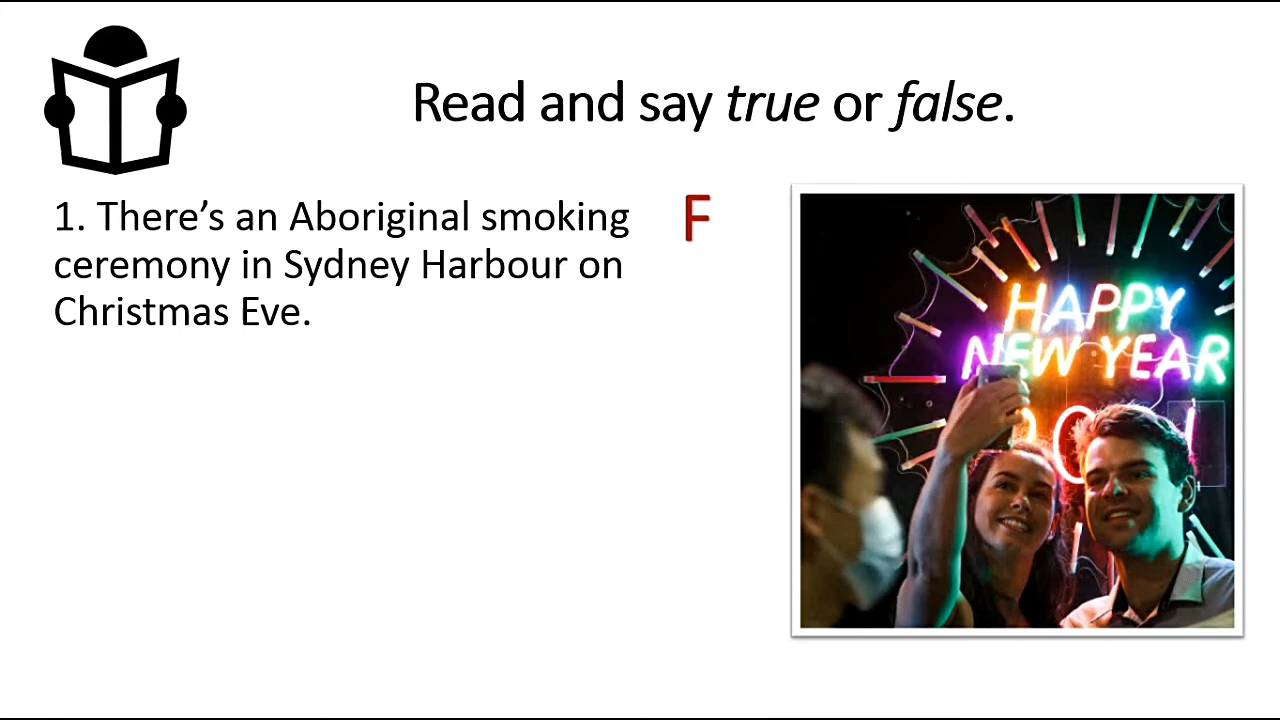 Read and say true or false.
1. There’s an Aboriginal smoking
ceremony in Sydney Harbour on
Christmas Eve.
F
HAPPY
NEW YEAR